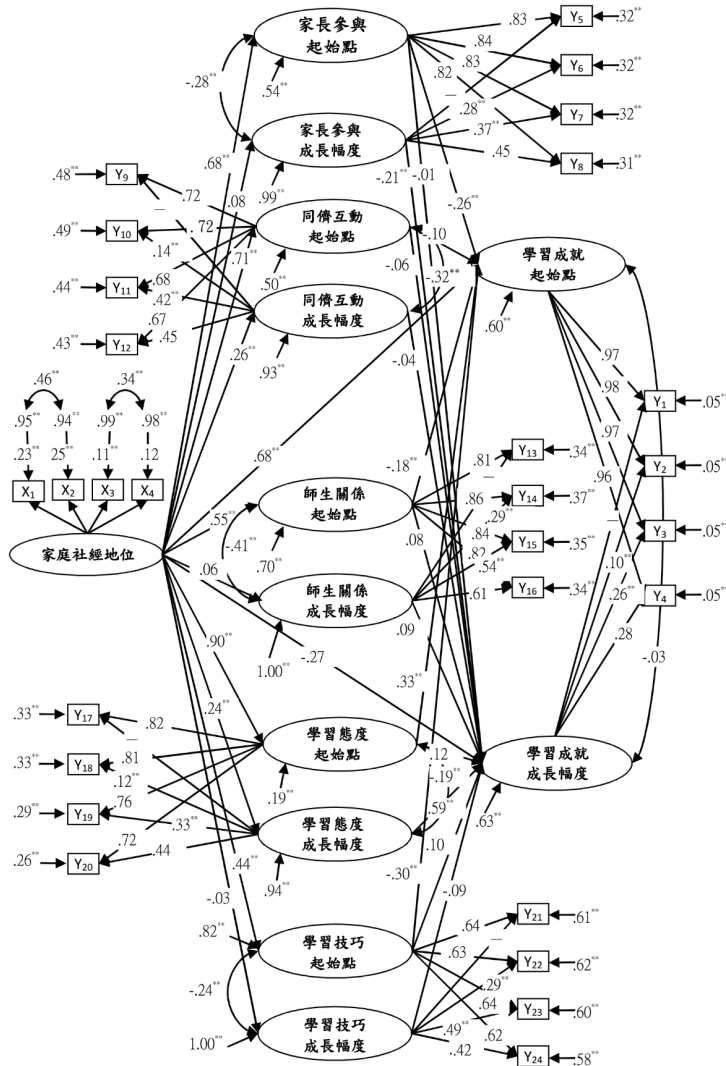 家長參與
起始點
.83
Y5
.32**
.84
Y6
.32**
.83
.82
-.28**
.54**
—
.28**
Y7
.32**
家長參與
成長幅度
.37**
.45
Y8
.31**
.48**
Y9
.68**
.08
.99**
-.21**
-.01
.72
—
同儕互動
起始點
-.26**
.49**
Y10
.72
.14**
.71**
-.10
學習成就
起始點
.44**
Y11
.68
.42**
.50**
-.06
-.32**
.67
.45
同儕互動
成長幅度
.60**
.43**
Y12
.26**
.93**
-.04
.97
.46**
.34**
.98
Y1
.05**
.95**
.94**
.99**
.98**
.97
.23**
.25**
.11**
.12
.68**
-.18**
.81
Y13
.34**
.96
Y2
.05**
X1
X2
X3
X4
師生關係
起始點
—
.86
Y14
.37**
.55**
.29**
—
Y3
.05**
家庭社經地位
-.41**
.70**
.08
.84
Y15
.35**
.82
.54**
.10**
.06
師生關係
成長幅度
.61
Y16
.34**
.26**
Y4
.05**
.90**
1.00**
.09
.28
-.27
.33**
-.03
.24**
.33**
Y17
.82
—
學習態度
起始點
.12
學習成就
成長幅度
.33**
Y18
.81
.12**
.19**
-.19**
.29**
Y19
.76
.33**
.59**
.63**
.72
學習態度
成長幅度
.10
.26**
Y20
.44
.44**
.94**
-.30**
-.09
-.03
.82**
學習技巧
起始點
.64
—
Y21
.61**
.63
Y22
.62**
-.24**
.29**
.64
Y23
.60**
學習技巧
成長幅度
.49**
.62
1.00**
.42
Y24
.58**